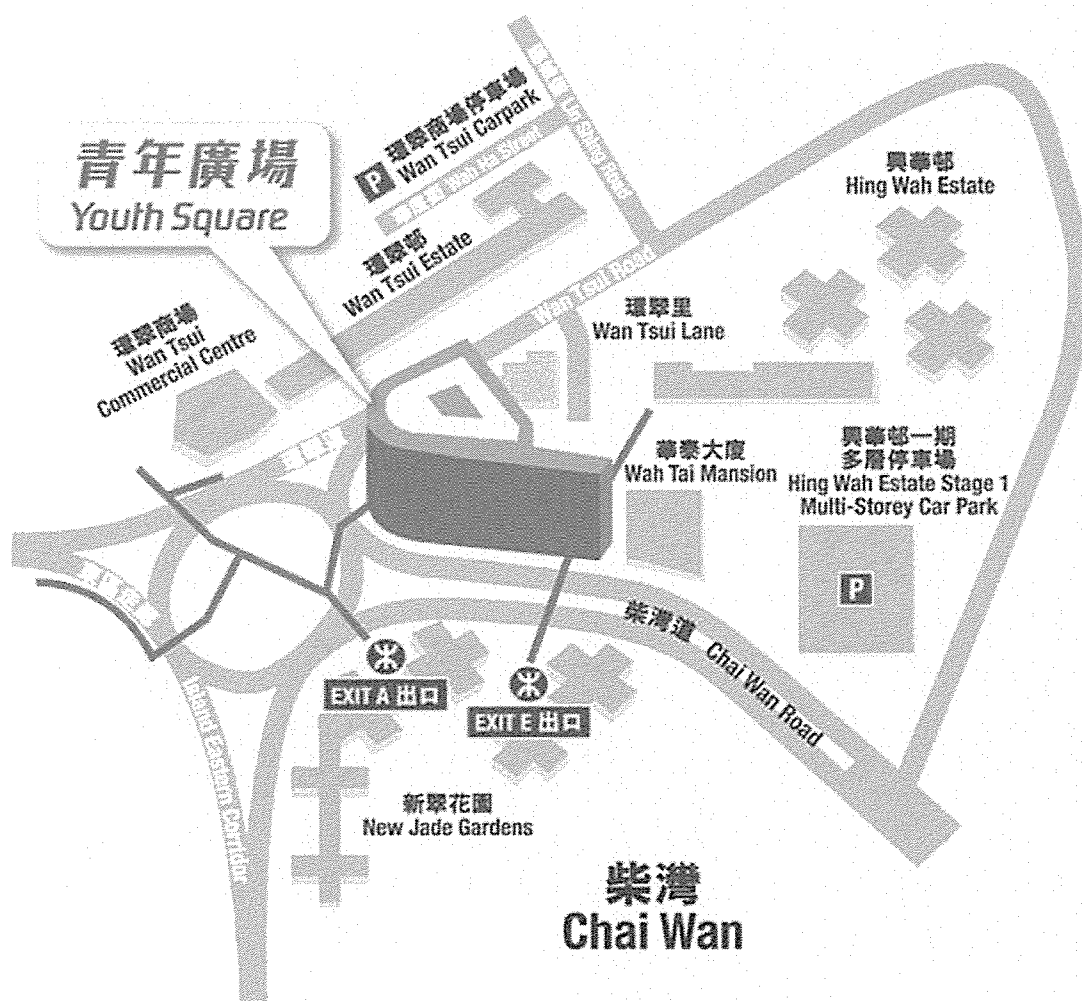 環翠商場停車場
P Wan Tsui Carpark
青年廣場
Youth Square
興華邨
Hing Wah Estate
環翠邨
Wan Tsui Estate
Wan Tsui Road
環翠里
Wan Tsui Lane
環翠商場
Wan Tsui
Commercial Centre
華泰大廈
Wah Tai Mansion
興華邨一期
多層停車場
Hing Wah Estate Stage 1
Multi-Storey Car Park
P
柴灣道 Chai Wan Road
EXIT A 出口
EXIT E 出口
Island Eastern Corridor
新翠花園
New Jade Gardens
柴灣
Chai Wan